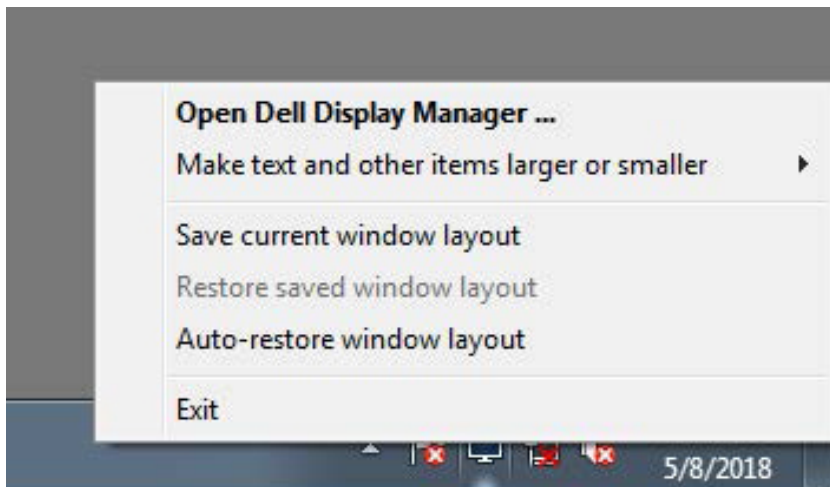 Open Dell Display Manager ...
Make text and other items larger or smaller
Save current window layout
Restore saved window layout
Auto-restore window layout
Exit
5/8/2018